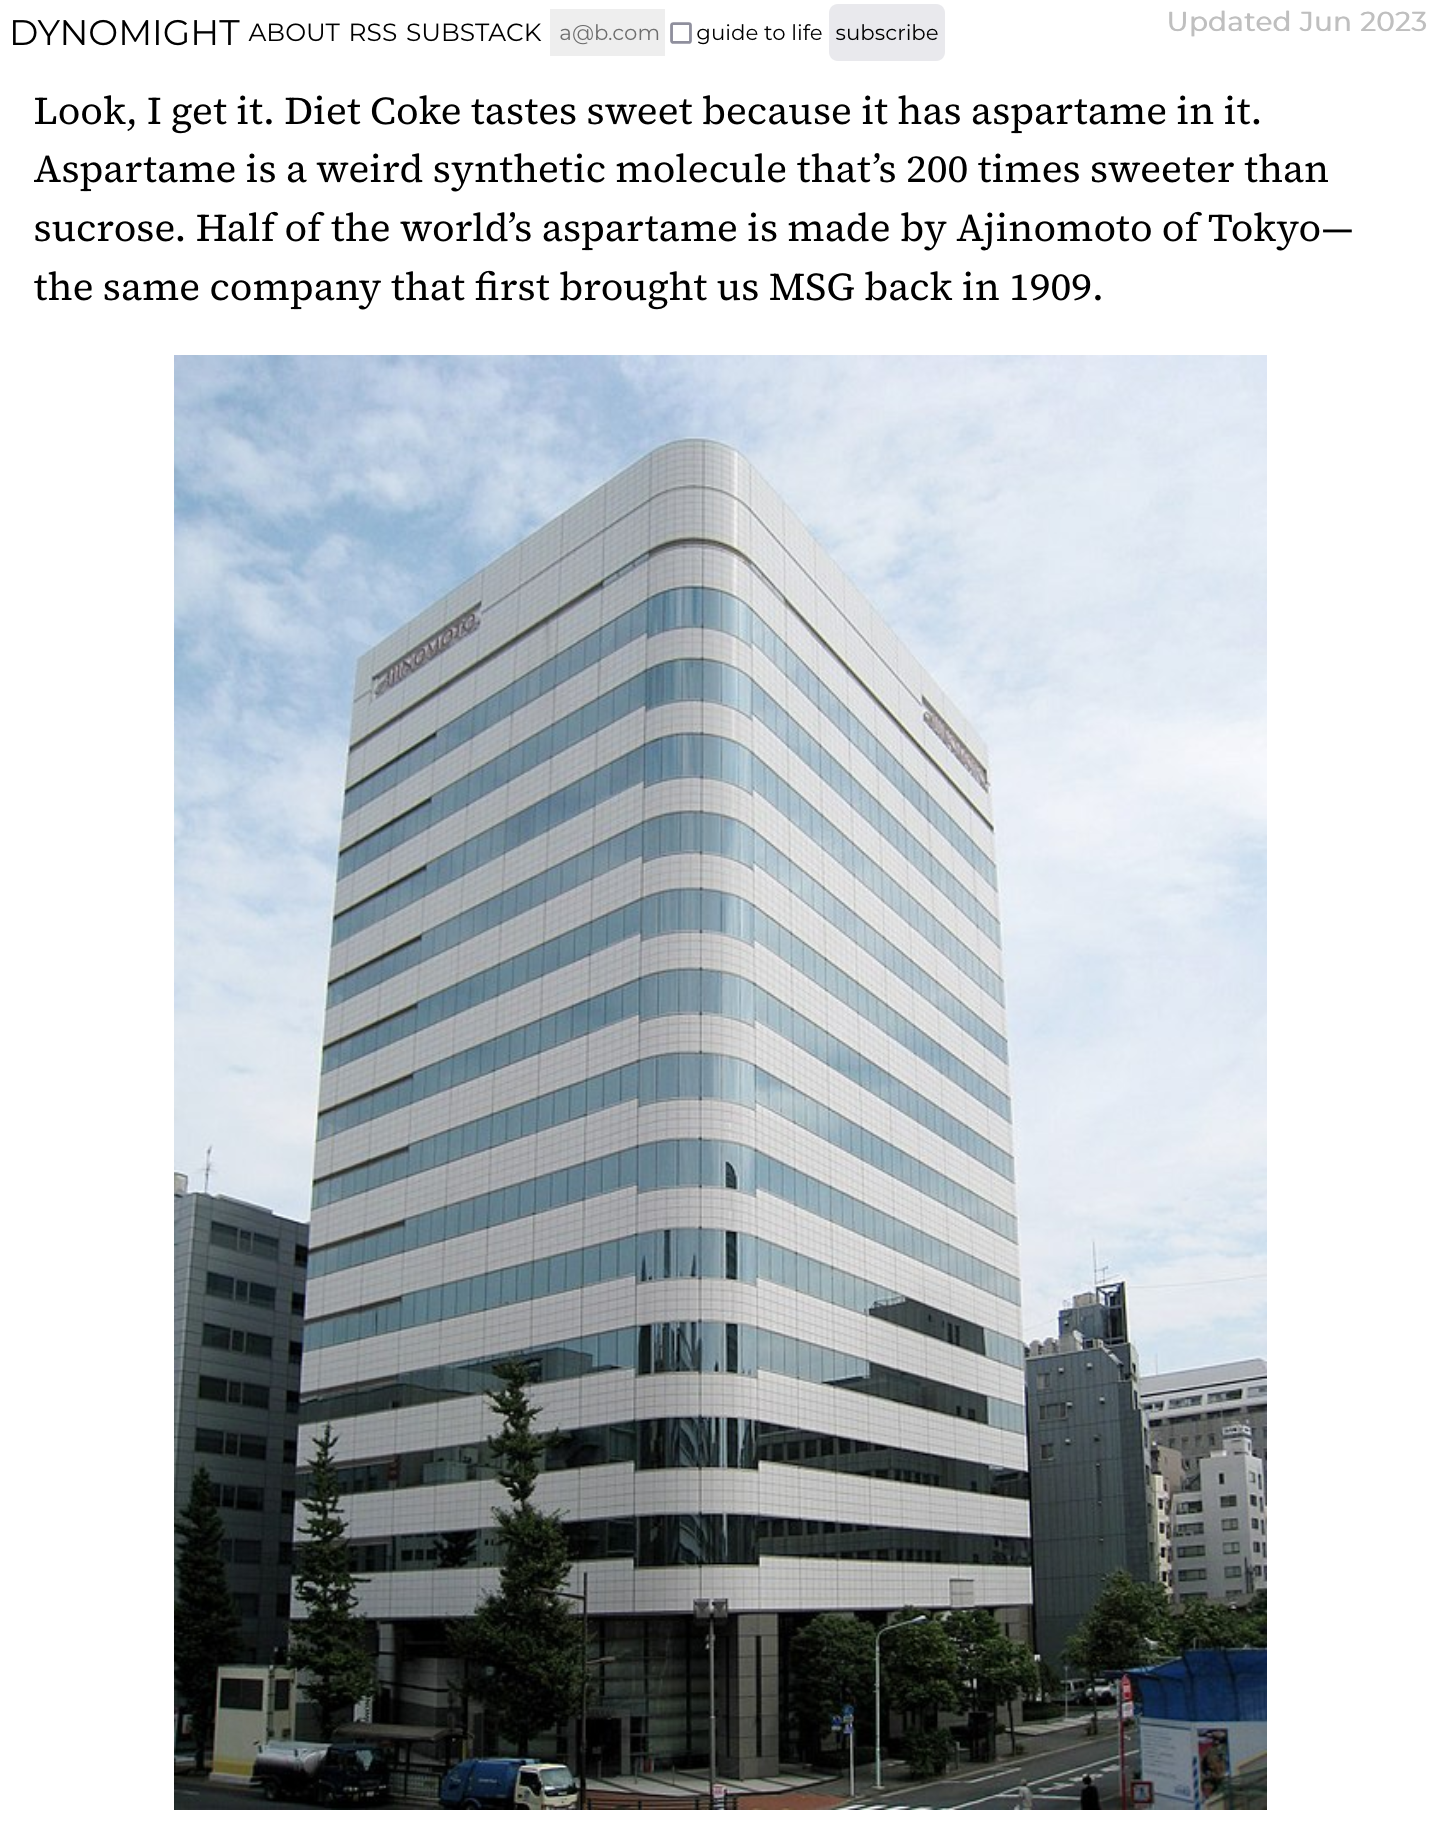 DYNOMIGHT ABOUT RSS SUBSTACK a@b.com guide to life subscribe
Updated Jun 2023
Look, I get it. Diet Coke tastes sweet because it has aspartame in it.
Aspartame is a weird synthetic molecule that’s 200 times sweeter than
sucrose. Half of the world’s aspartame is made by Ajinomoto of Tokyo—
the same company that first brought us MSG back in 1909.
AJINOMOTO